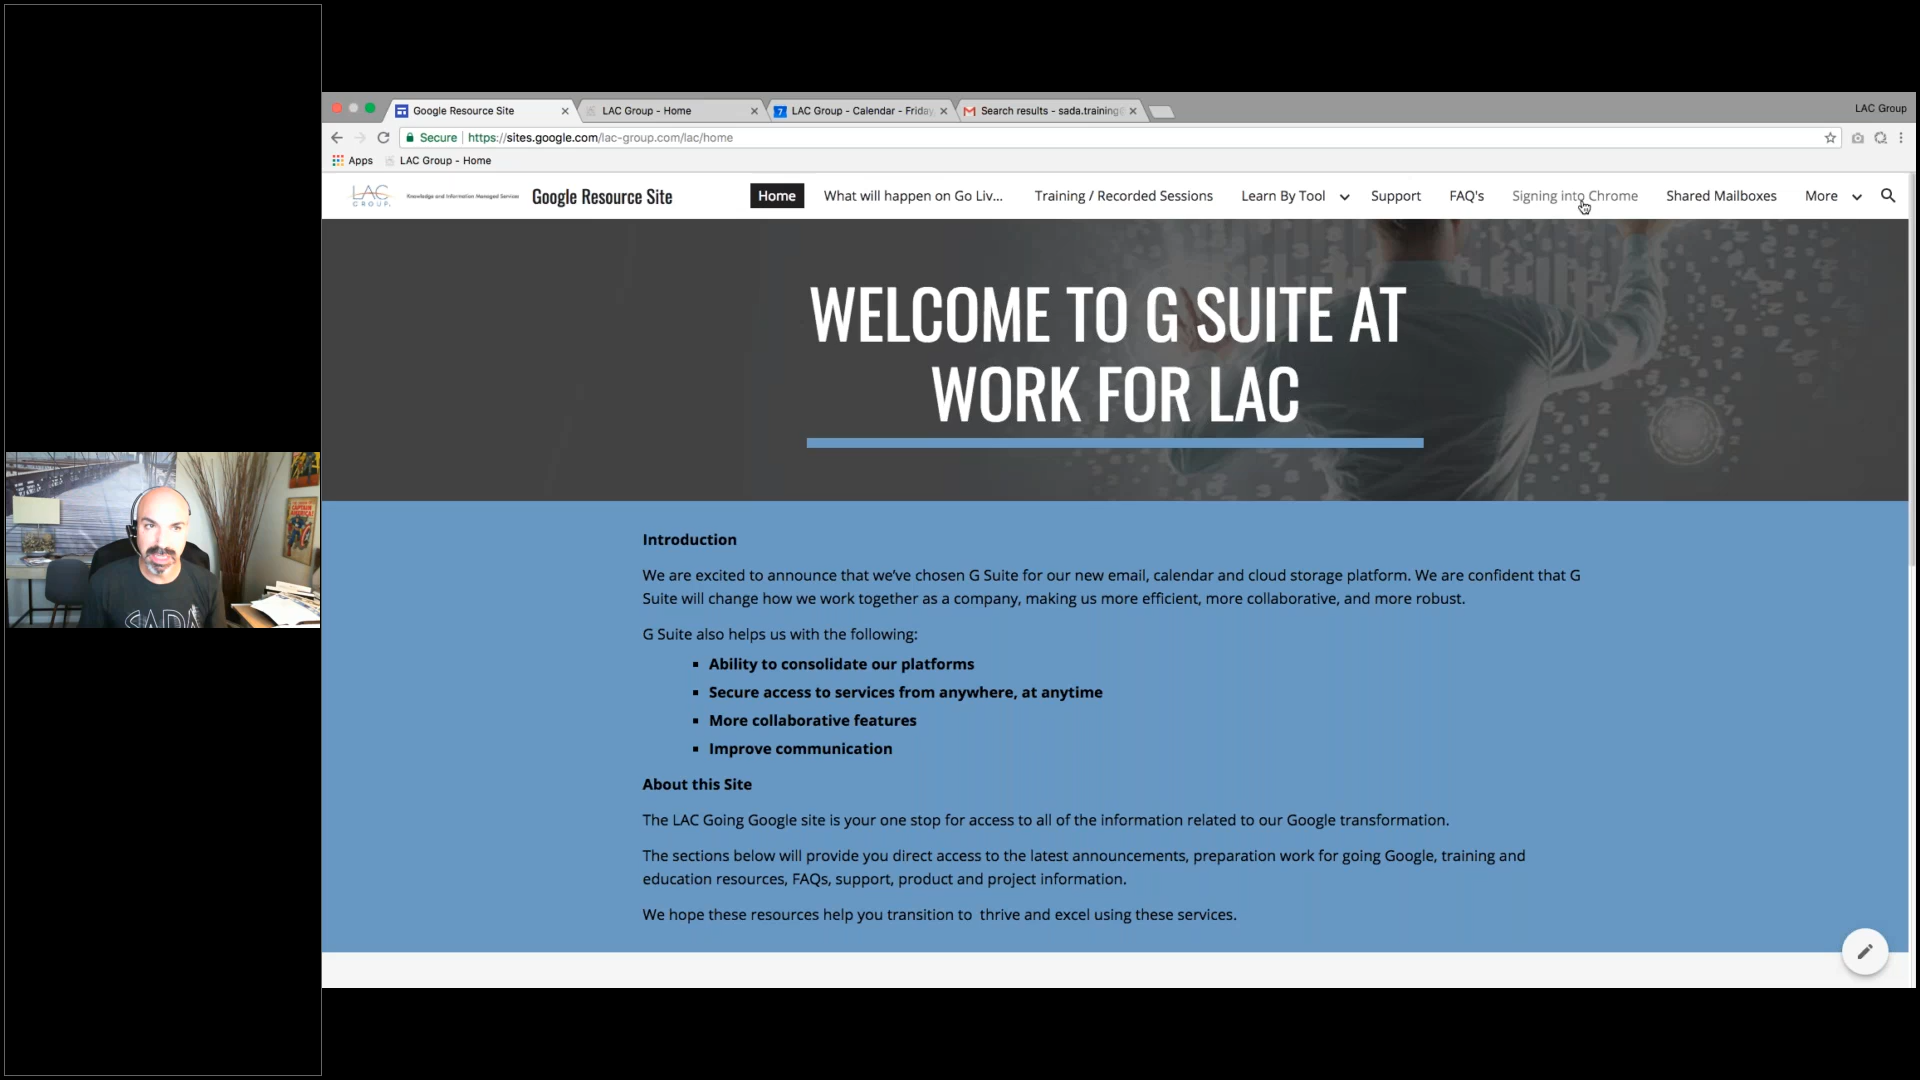 Google Resource Site
LAC Group - Home
LAC Group - Calendar - Friday,
Search results - sada.training@
LAC Group
Secure https://sites.google.com/lac-group.com/lac/home
Apps LAC Group - Home
LAC GROUP. Knowledge and Information Managed Services
Google Resource Site
Home What will happen on Go Liv... Training / Recorded Sessions Learn By Tool Support FAQ's Signing into Chrome Shared Mailboxes More
WELCOME TO G SUITE AT
WORK FOR LAC
Introduction
We are excited to announce that we've chosen G Suite for our new email, calendar and cloud storage platform. We are confident that G
Suite will change how we work together as a company, making us more efficient, more collaborative, and more robust.
G Suite also helps us with the following:
▪ Ability to consolidate our platforms
▪ Secure access to services from anywhere, at anytime
▪ More collaborative features
▪ Improve communication
About this Site
The LAC Going Google site is your one stop for access to all of the information related to our Google transformation.
The sections below will provide you direct access to the latest announcements, preparation work for going Google, training and
education resources, FAQs, support, product and project information.
We hope these resources help you transition to thrive and excel using these services.
CAPTAIN AMERICA
SADA